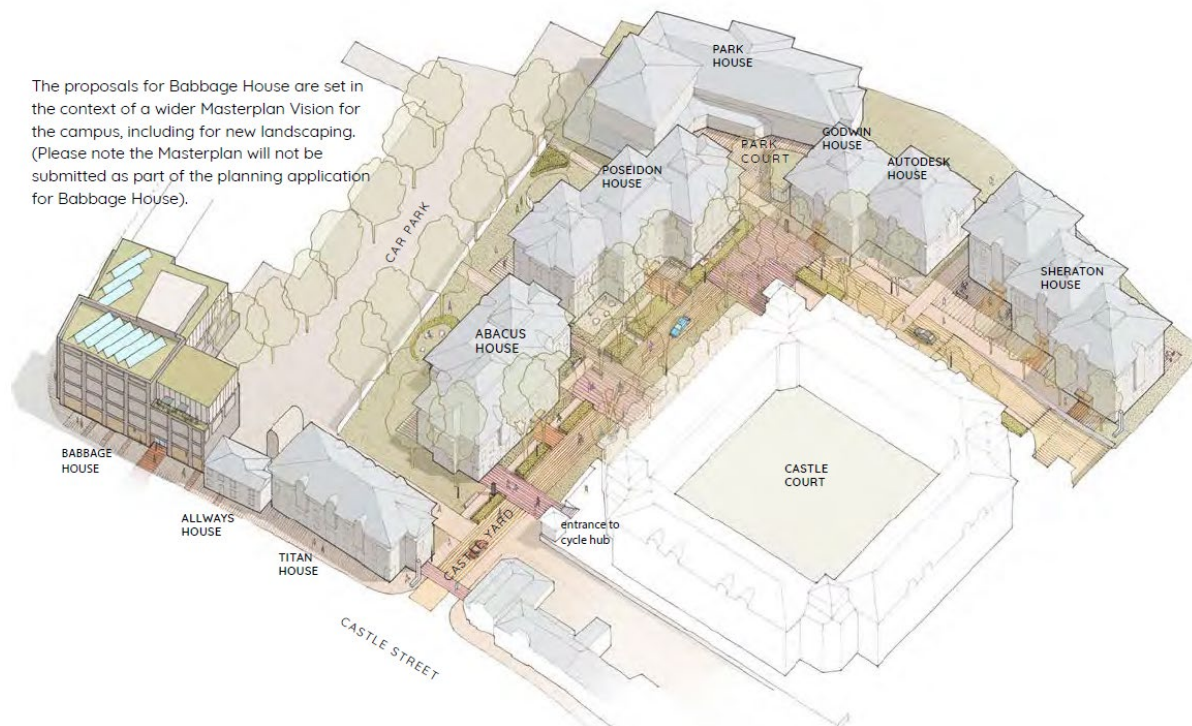 The proposals for Babbage House are set in
the context of a wider Masterplan Vision for
the campus, including for new landscaping.
(Please note the Masterplan will not be
submitted as part of the planning application
for Babbage House).
PARK
HOUSE
PARK
COURT
GODWIN
HOUSE
AUTODESK
HOUSE
POSEIDON
HOUSE
CAR PARK
SHERATON
HOUSE
ABACUS
HOUSE
BABBAGE
HOUSE
ALLWAYS
HOUSE
TITAN
HOUSE
CASTLE YARD
entrance to
cycle hub
CASTLE
COURT
CASTLE STREET